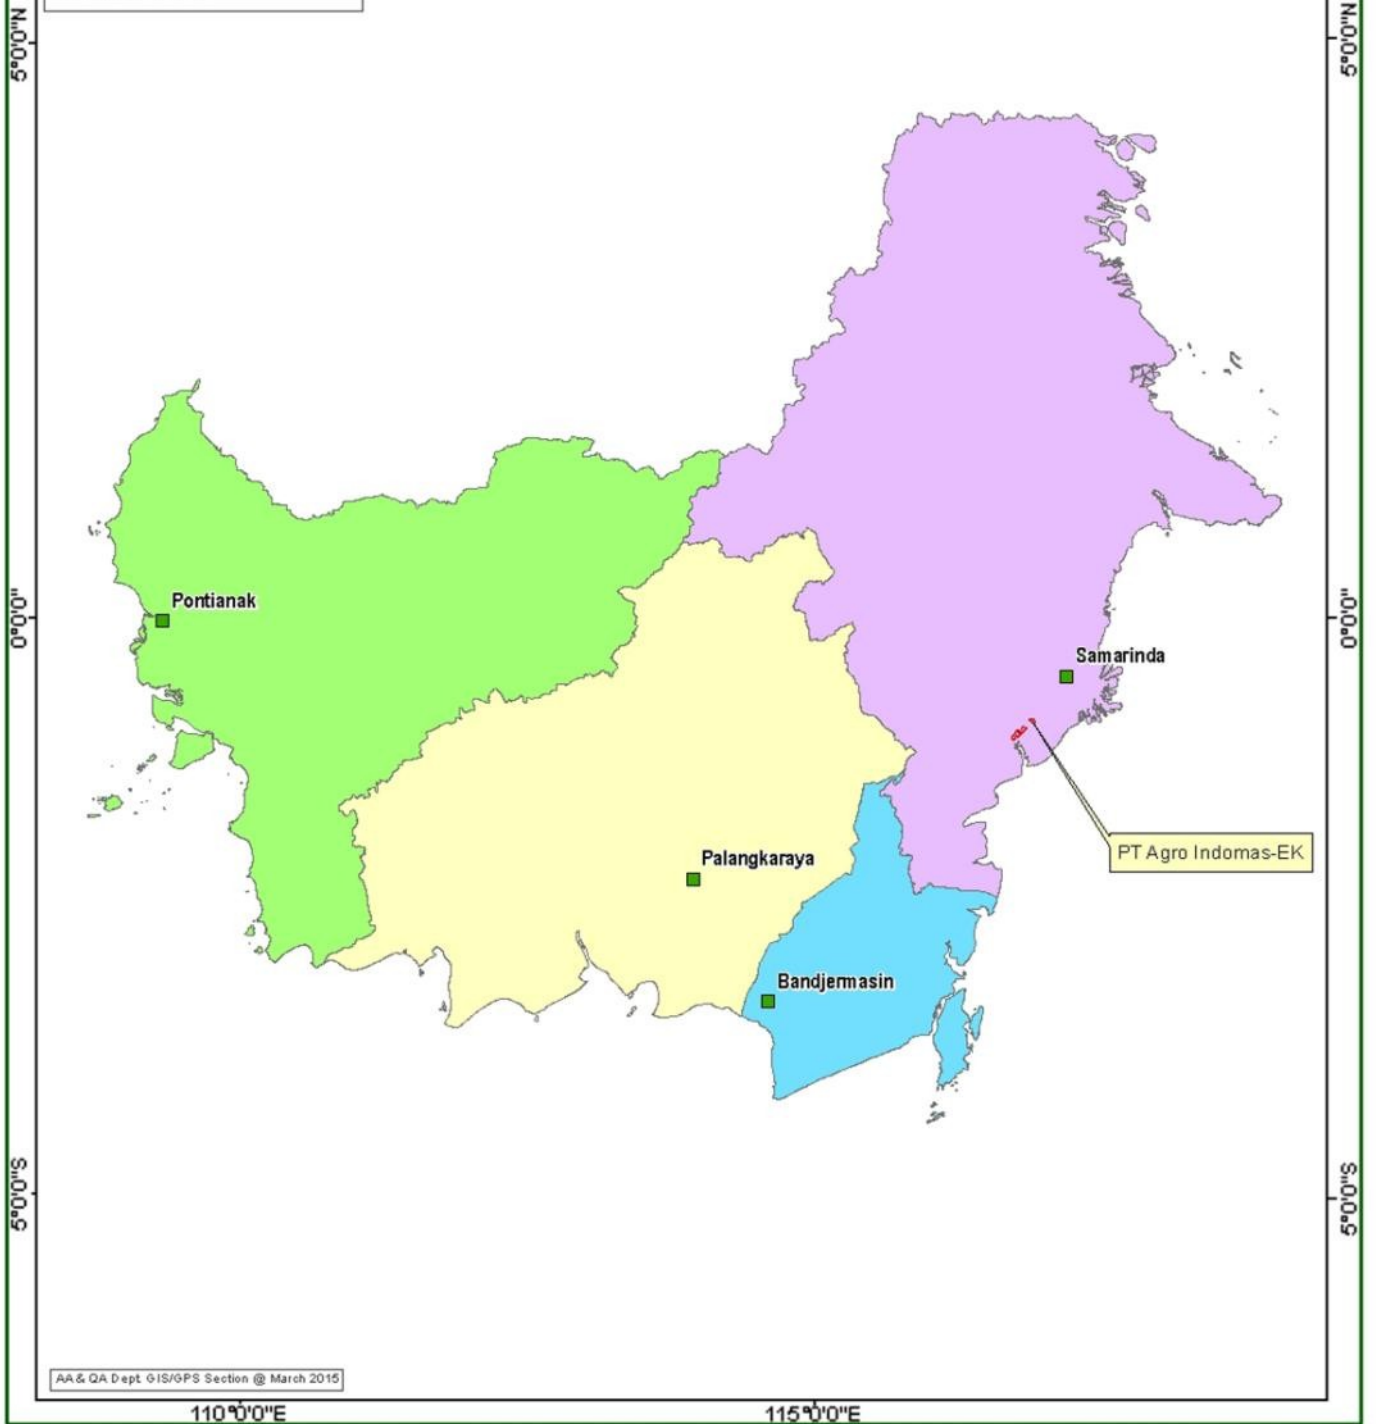 5°0'0"N
5°0'0"N
Pontianak
0°0'0"
0°0'0"
Samarinda
PT Agro Indomas-EK
Palangkaraya
Bandjermasin
5°0'0"S
5°0'0"S
AA & QA Dept. GIS/GPS Section @ March 2015
110°0'0"E
115°0'0"E